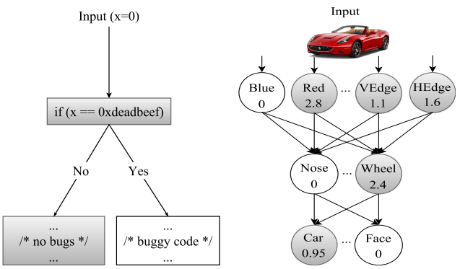 Input (x=0)
if (x == 0xdeadbeef)
No
Yes
...
/* no bugs */
...
...
/* buggy code */
...
Input
Blue
0
Red
2.8
...
VEdge
1.1
HEdge
1.6
Nose
0
...
Wheel
2.4
Car
0.95
...
Face
0